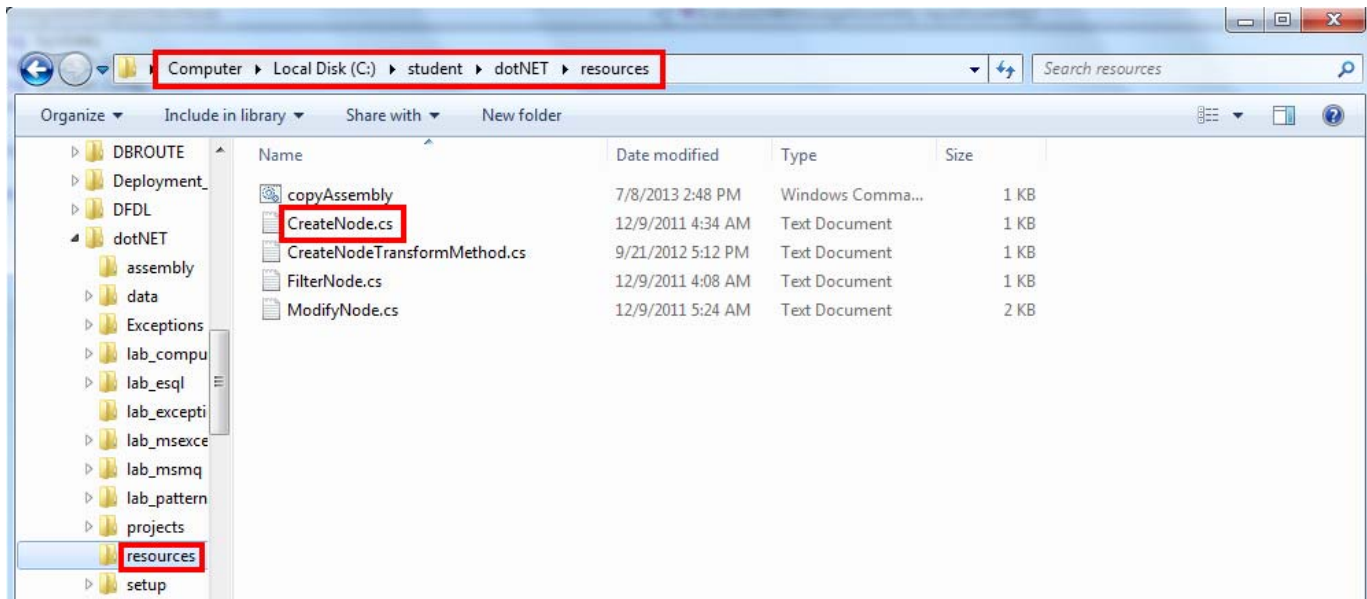 Computer ▸ Local Disk (C:) ▸ student ▸ dotNET ▸ resources
Search resources
Organize Include in library Share with New folder
DBROUTE
Deployment_
DFDL
dotNET
assembly
data
Exceptions
lab_compu
lab_esql
lab_excepti
lab_msexce
lab_msmq
lab_pattern
projects
resources
setup
Name Date modified Type Size
copyAssembly 7/8/2013 2:48 PM Windows Comma... 1 KB
CreateNode.cs 12/9/2011 4:34 AM Text Document 1 KB
CreateNodeTransformMethod.cs 9/21/2012 5:12 PM Text Document 1 KB
FilterNode.cs 12/9/2011 4:08 AM Text Document 1 KB
ModifyNode.cs 12/9/2011 5:24 AM Text Document 2 KB